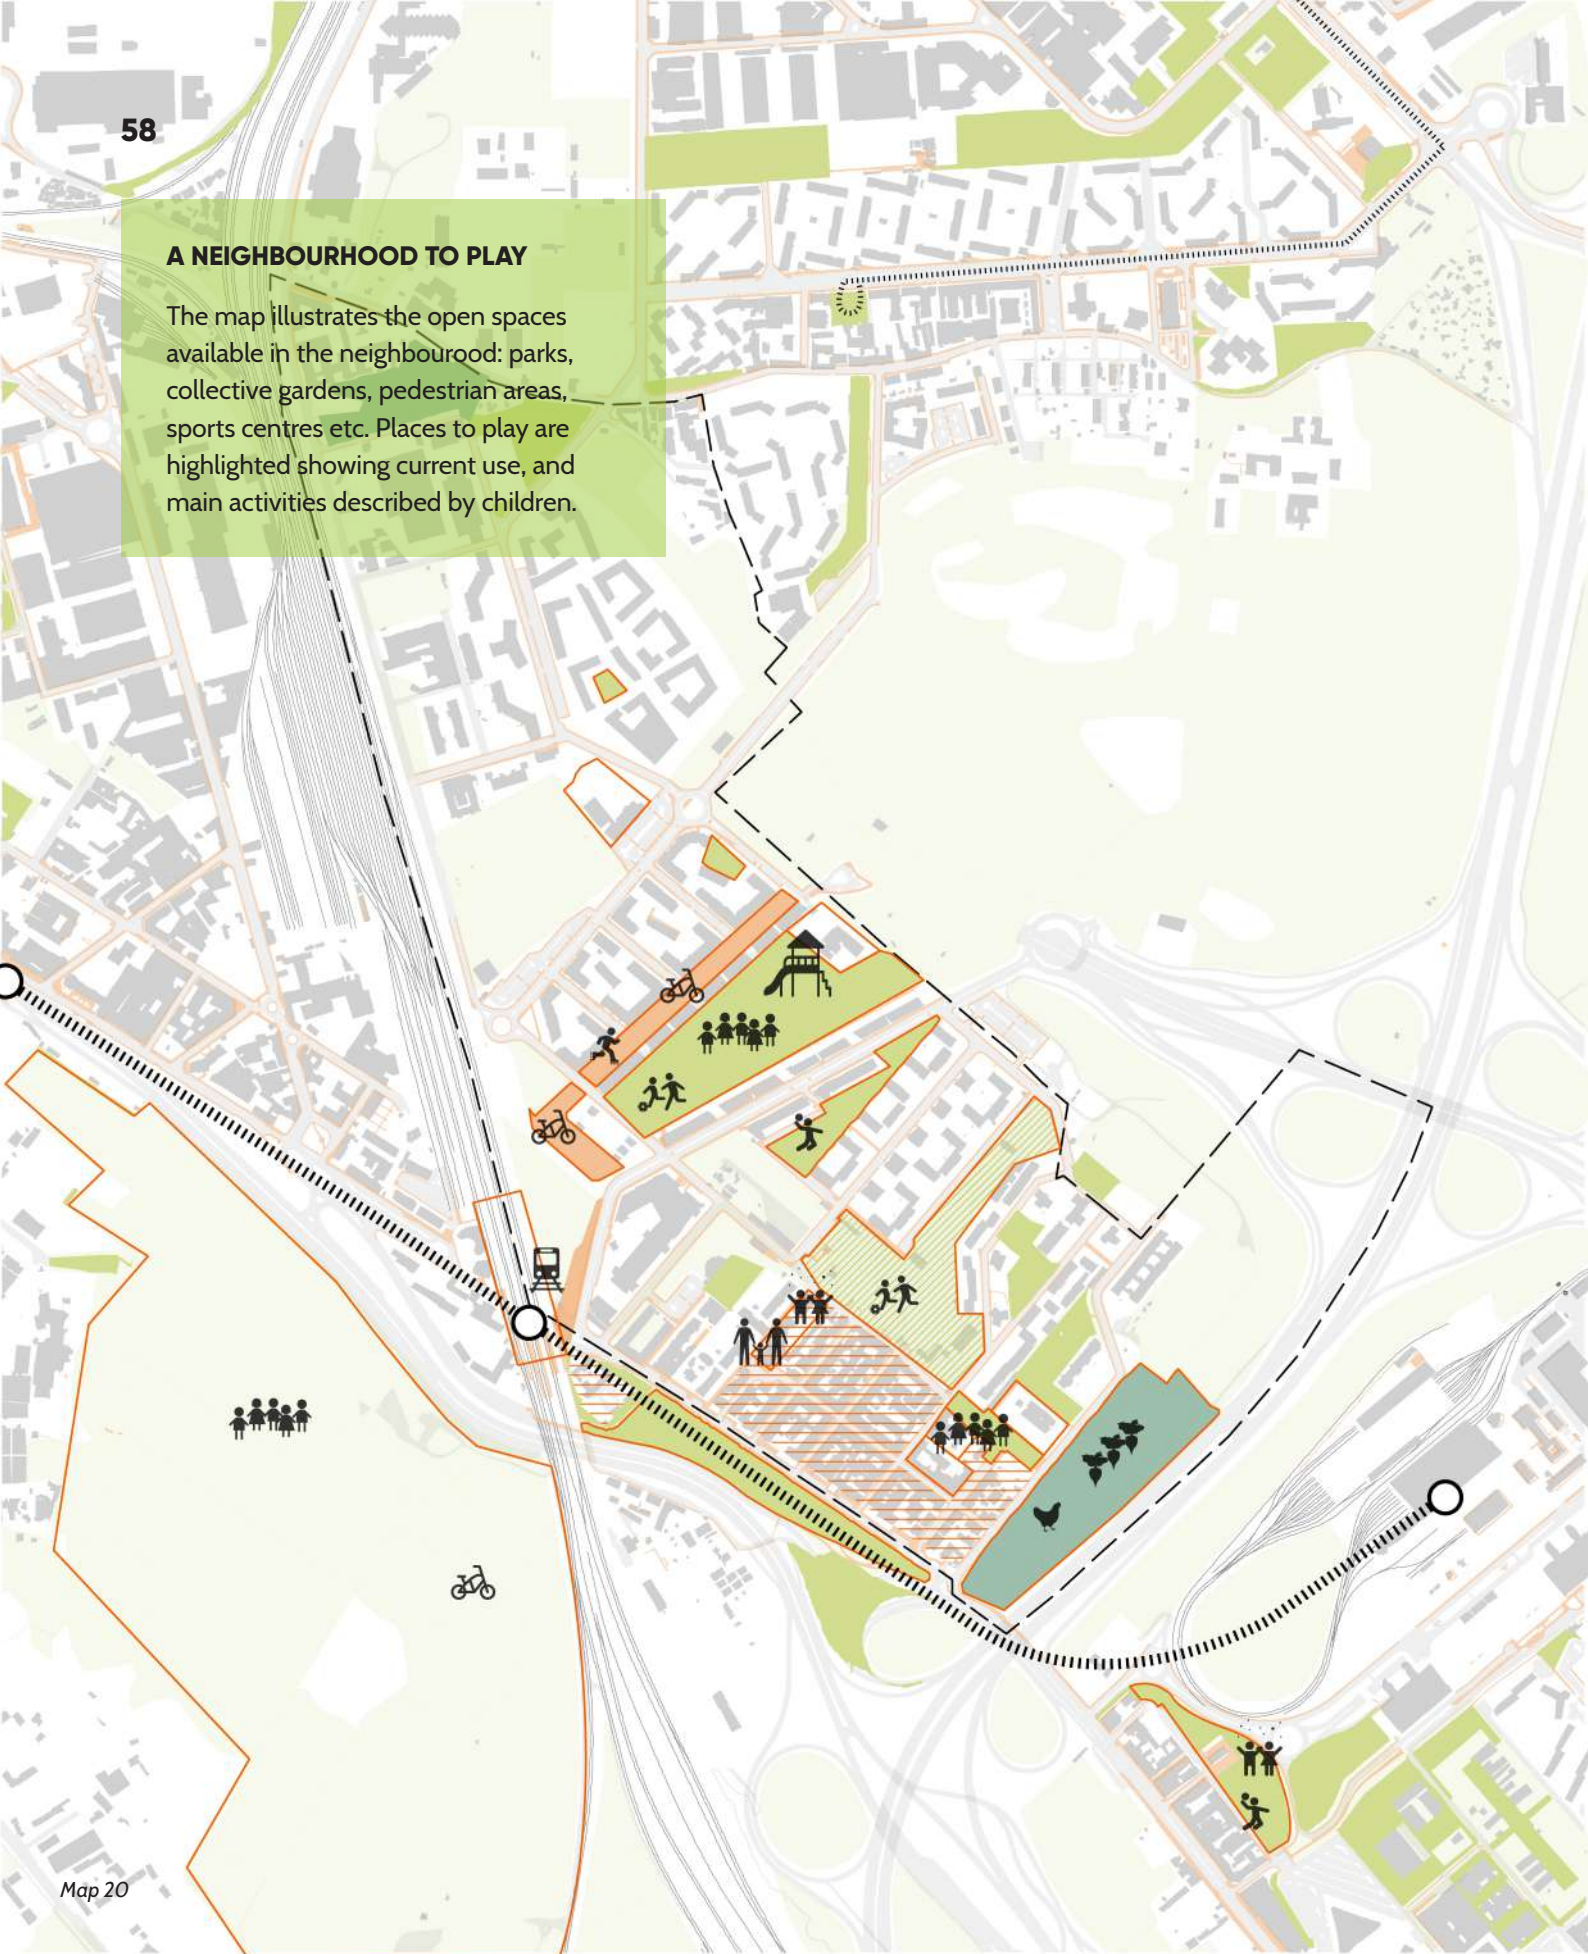 58
A NEIGHBOURHOOD TO PLAY
The map illustrates the open spaces
available in the neighbourood: parks,
collective gardens, pedestrian areas,
sports centres etc. Places to play are
highlighted showing current use, and
main activities described by children.
Map 20